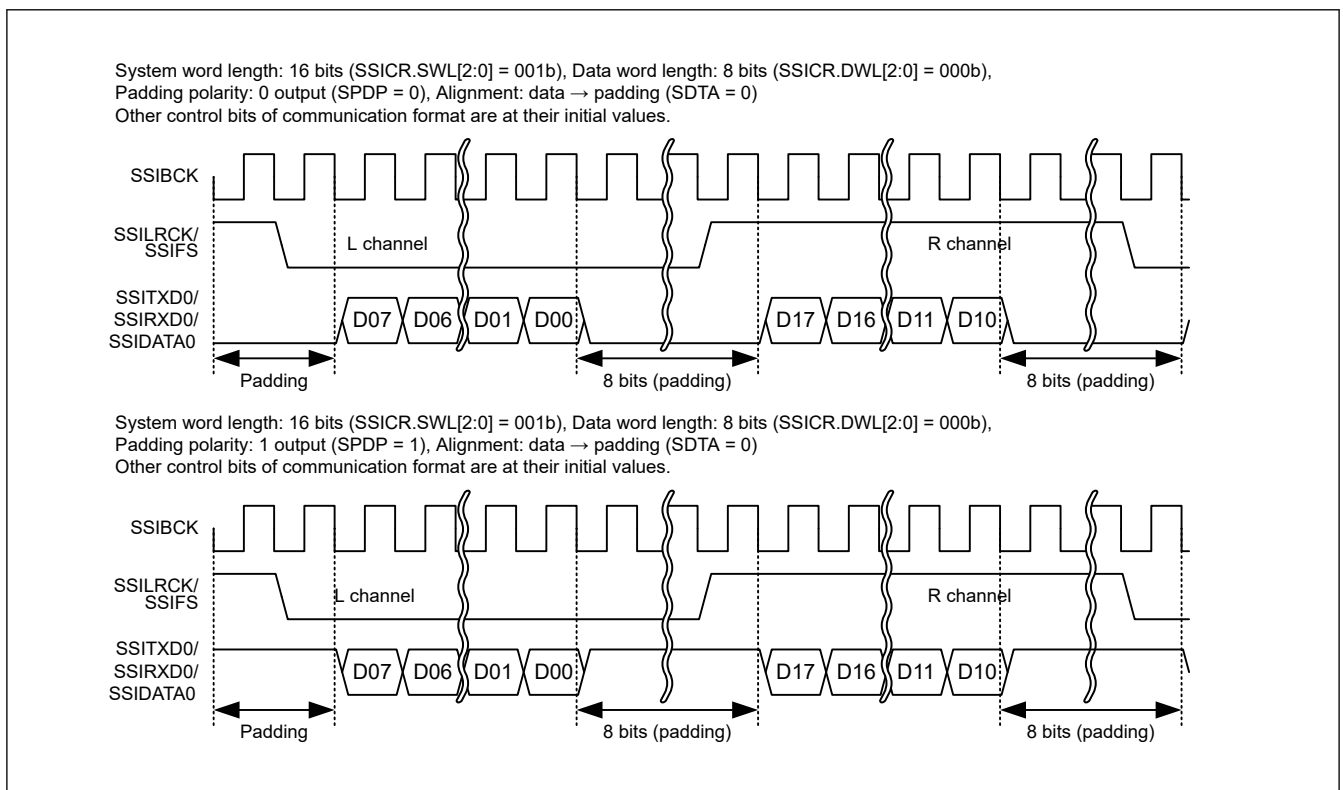 System word length: 16 bits (SSICR.SWL[2:0] = 001b), Data word length: 8 bits (SSICR.DWL[2:0] = 000b),
Padding polarity: 0 output (SPDP = 0), Alignment: data → padding (SDTA = 0)
Other control bits of communication format are at their initial values.
SSIBCK
SSILRCK/
SSIFS
L channel
R channel
SSITXD0/
SSIRXD0/
SSIDATA0
D07 D06 D01 D00 D17 D16 D11 D10
Padding
8 bits (padding)
8 bits (padding)
System word length: 16 bits (SSICR.SWL[2:0] = 001b), Data word length: 8 bits (SSICR.DWL[2:0] = 000b),
Padding polarity: 1 output (SPDP = 1), Alignment: data → padding (SDTA = 0)
Other control bits of communication format are at their initial values.
SSIBCK
SSILRCK/
SSIFS
L channel
R channel
SSITXD0/
SSIRXD0/
SSIDATA0
D07 D06 D01 D00 D17 D16 D11 D10
Padding
8 bits (padding)
8 bits (padding)